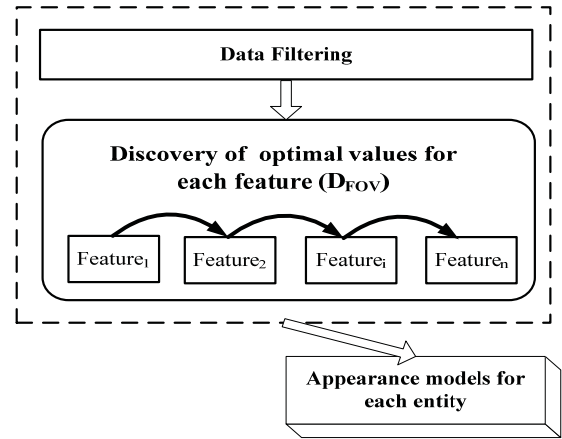 Data Filtering
Discovery of optimal values for
each feature (DFOV)
Feature1 Feature2 Featurei Featuren
Appearance models for
each entity